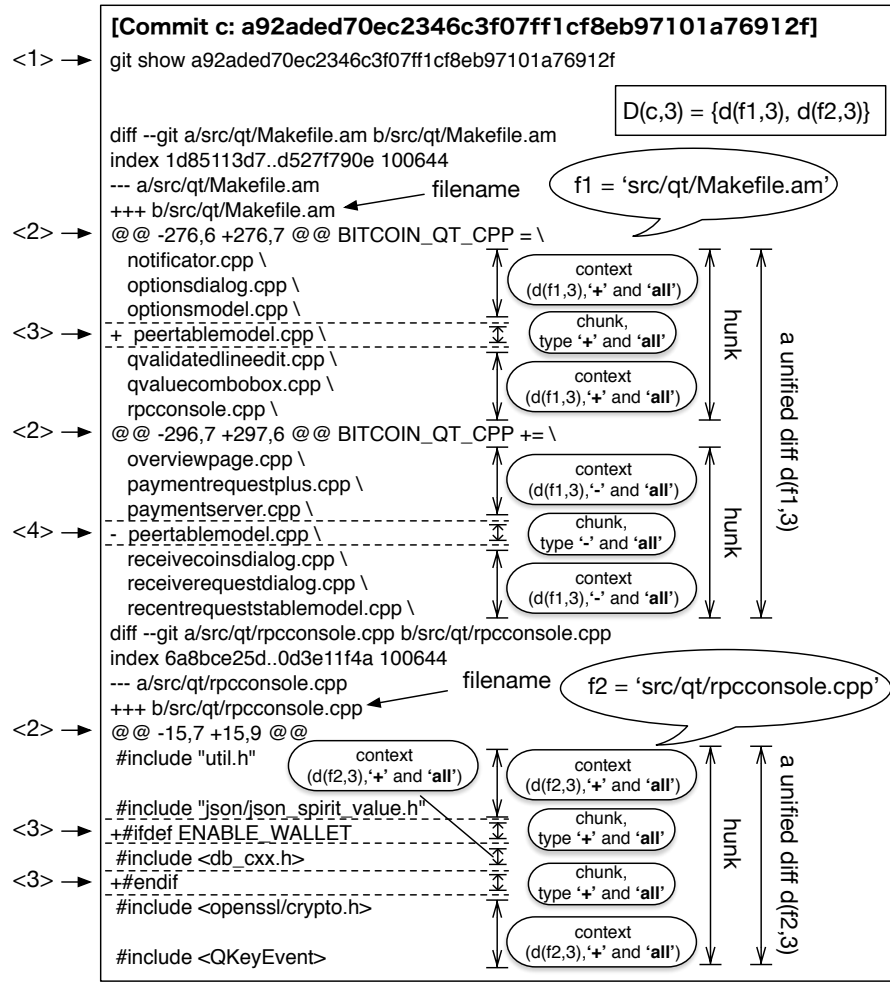 [Commit c: a92aded70ec2346c3f07ff1cf8eb97101a76912f]
<1>
git show a92aded70ec2346c3f07ff1cf8eb97101a76912f
D(c,3) = {d(f1,3), d(f2,3)}
diff --git a/src/qt/Makefile.am b/src/qt/Makefile.am
index 1d85113d7..d527f790e 100644
--- a/src/qt/Makefile.am
filename
f1 = 'src/qt/Makefile.am'
+++ b/src/qt/Makefile.am
<2>
@@ -276,6 +276,7 @@ BITCOIN_QT_CPP = \
notificator.cpp \
optionsdialog.cpp \
optionsmodel.cpp \
context
(d(f1,3),'+' and 'all')
<3>
+ peertablemodel.cpp \
chunk,
type '+' and 'all'
qvalidatedlineedit.cpp \
qvaluecombobox.cpp \
rpcconsole.cpp \
context
(d(f1,3),'+' and 'all')
hunk
<2>
@@ -296,7 +297,6 @@ BITCOIN_QT_CPP += \
overviewpage.cpp \
paymentrequestplus.cpp \
paymentserver.cpp \
context
(d(f1,3),'-' and 'all')
<4>
- peertablemodel.cpp \
chunk,
type '-' and 'all'
receivecoinsdialog.cpp \
receiverequestdialog.cpp \
recentrequeststablemodel.cpp \
context
(d(f1,3),'-' and 'all')
hunk
a unified diff d(f1,3)
diff --git a/src/qt/rpcconsole.cpp b/src/qt/rpcconsole.cpp
index 6a8bce25d..0d3e11f4a 100644
--- a/src/qt/rpcconsole.cpp
filename
f2 = 'src/qt/rpcconsole.cpp'
+++ b/src/qt/rpcconsole.cpp
<2>
@@ -15,7 +15,9 @@
#include "util.h"
context
(d(f2,3),'+' and 'all')
context
(d(f2,3),'+' and 'all')
#include "json/json_spirit_value.h"
<3>
+#ifdef ENABLE_WALLET
chunk,
type '+' and 'all'
#include <db_cxx.h>
<3>
+#endif
chunk,
type '+' and 'all'
#include <openssl/crypto.h>
#include <QKeyEvent>
context
(d(f2,3),'+' and 'all')
hunk
a unified diff d(f2,3)